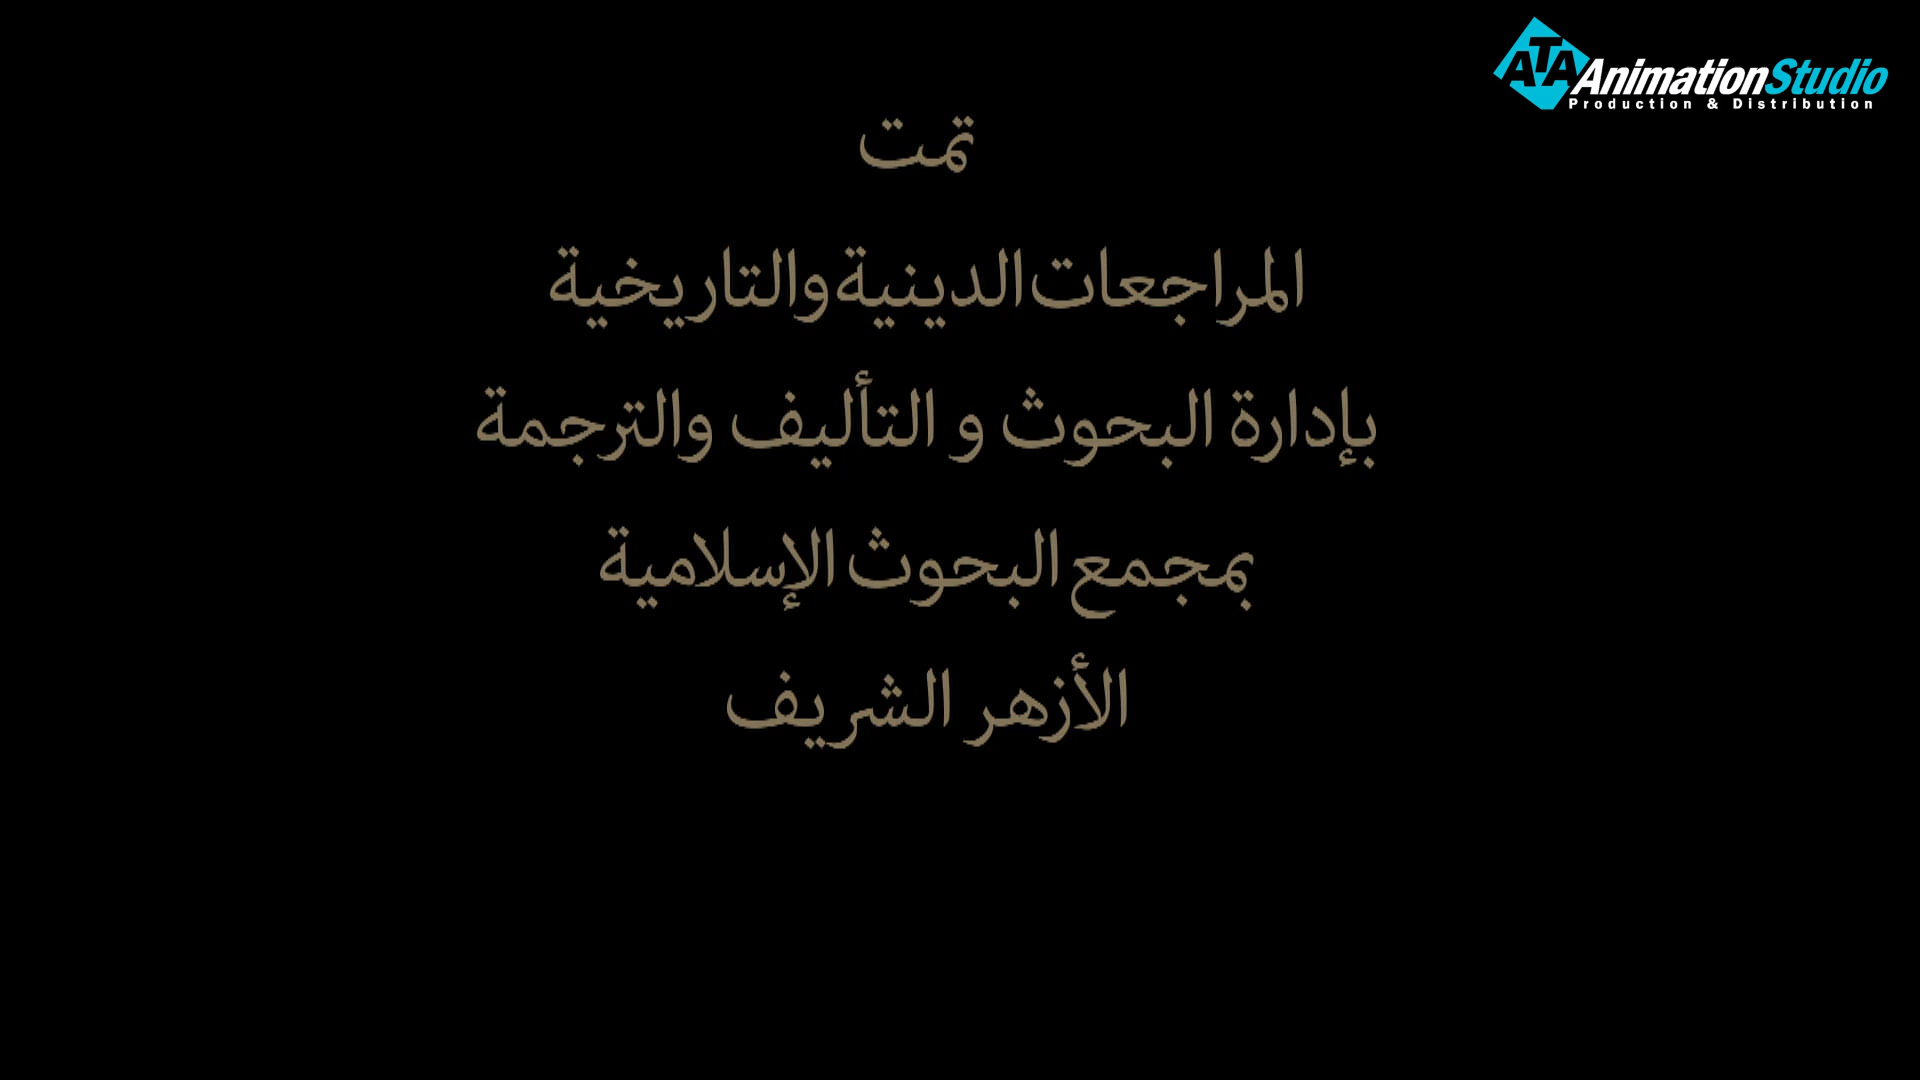 ATA AnimationStudio
Production & Distribution
تمت
المراجعات الدينية والتاريخية
بإدارة البحوث و التأليف والترجمة
بمجمع البحوث الإسلامية
الأزهر الشريف